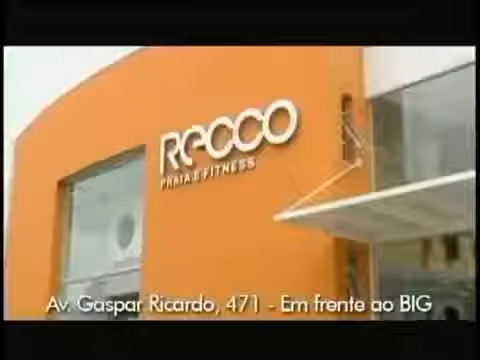 RECCO
PRAIA E FITNESS
Av. Gaspar Ricardo, 471 - Em frente ao BIG